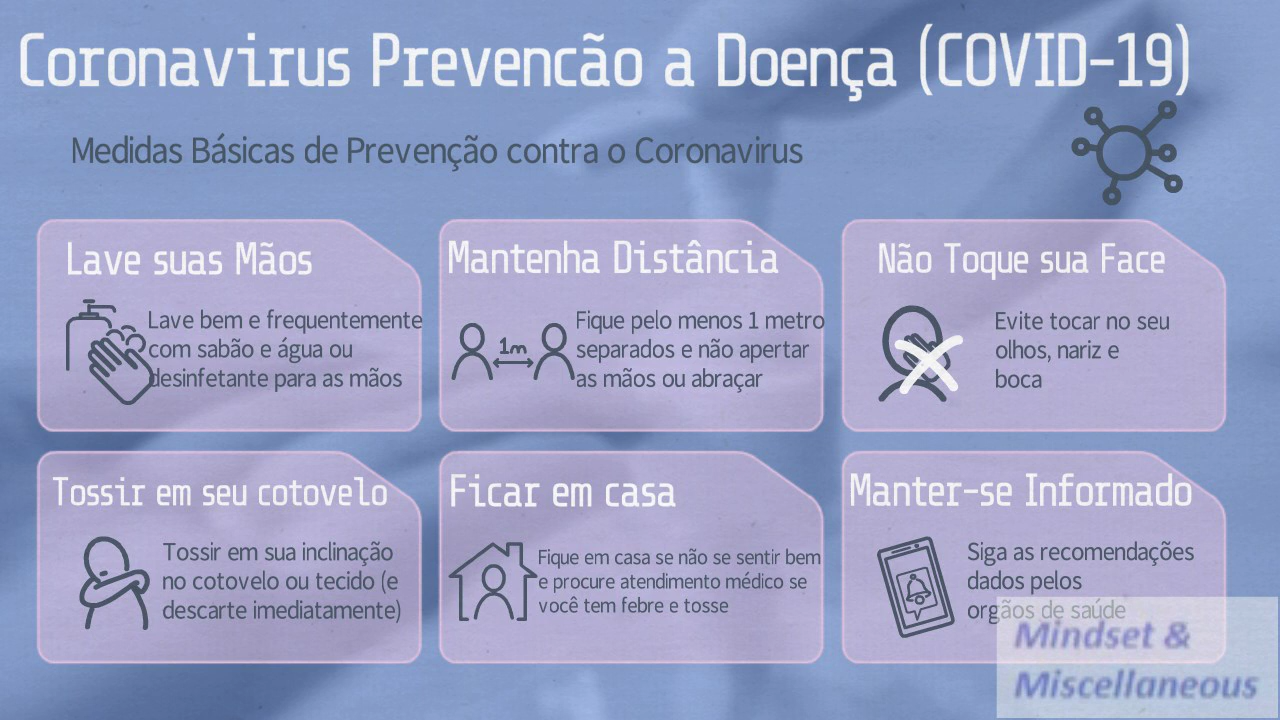 Coronavirus Prevencão a Doença (COVID-19)
Medidas Básicas de Prevenção contra o Coronavirus
Lave suas Mãos
Lave bem e frequentemente
com sabão e água ou
desinfetante para as mãos
Mantenha Distância
1m
Fique pelo menos 1 metro
separados e não apertar
as mãos ou abraçar
Não Toque sua Face
Evite tocar no seu
olhos, nariz e
boca
Tossir em seu cotovelo
Tossir em sua inclinação
no cotovelo ou tecido (e
descarte imediatamente)
Ficar em casa
Fique em casa se não se sentir bem
e procure atendimento médico se
você tem febre e tosse
Manter-se Informado
Siga as recomendações
dados pelos
orgãos de saúde
Mindset &
Miscellaneous